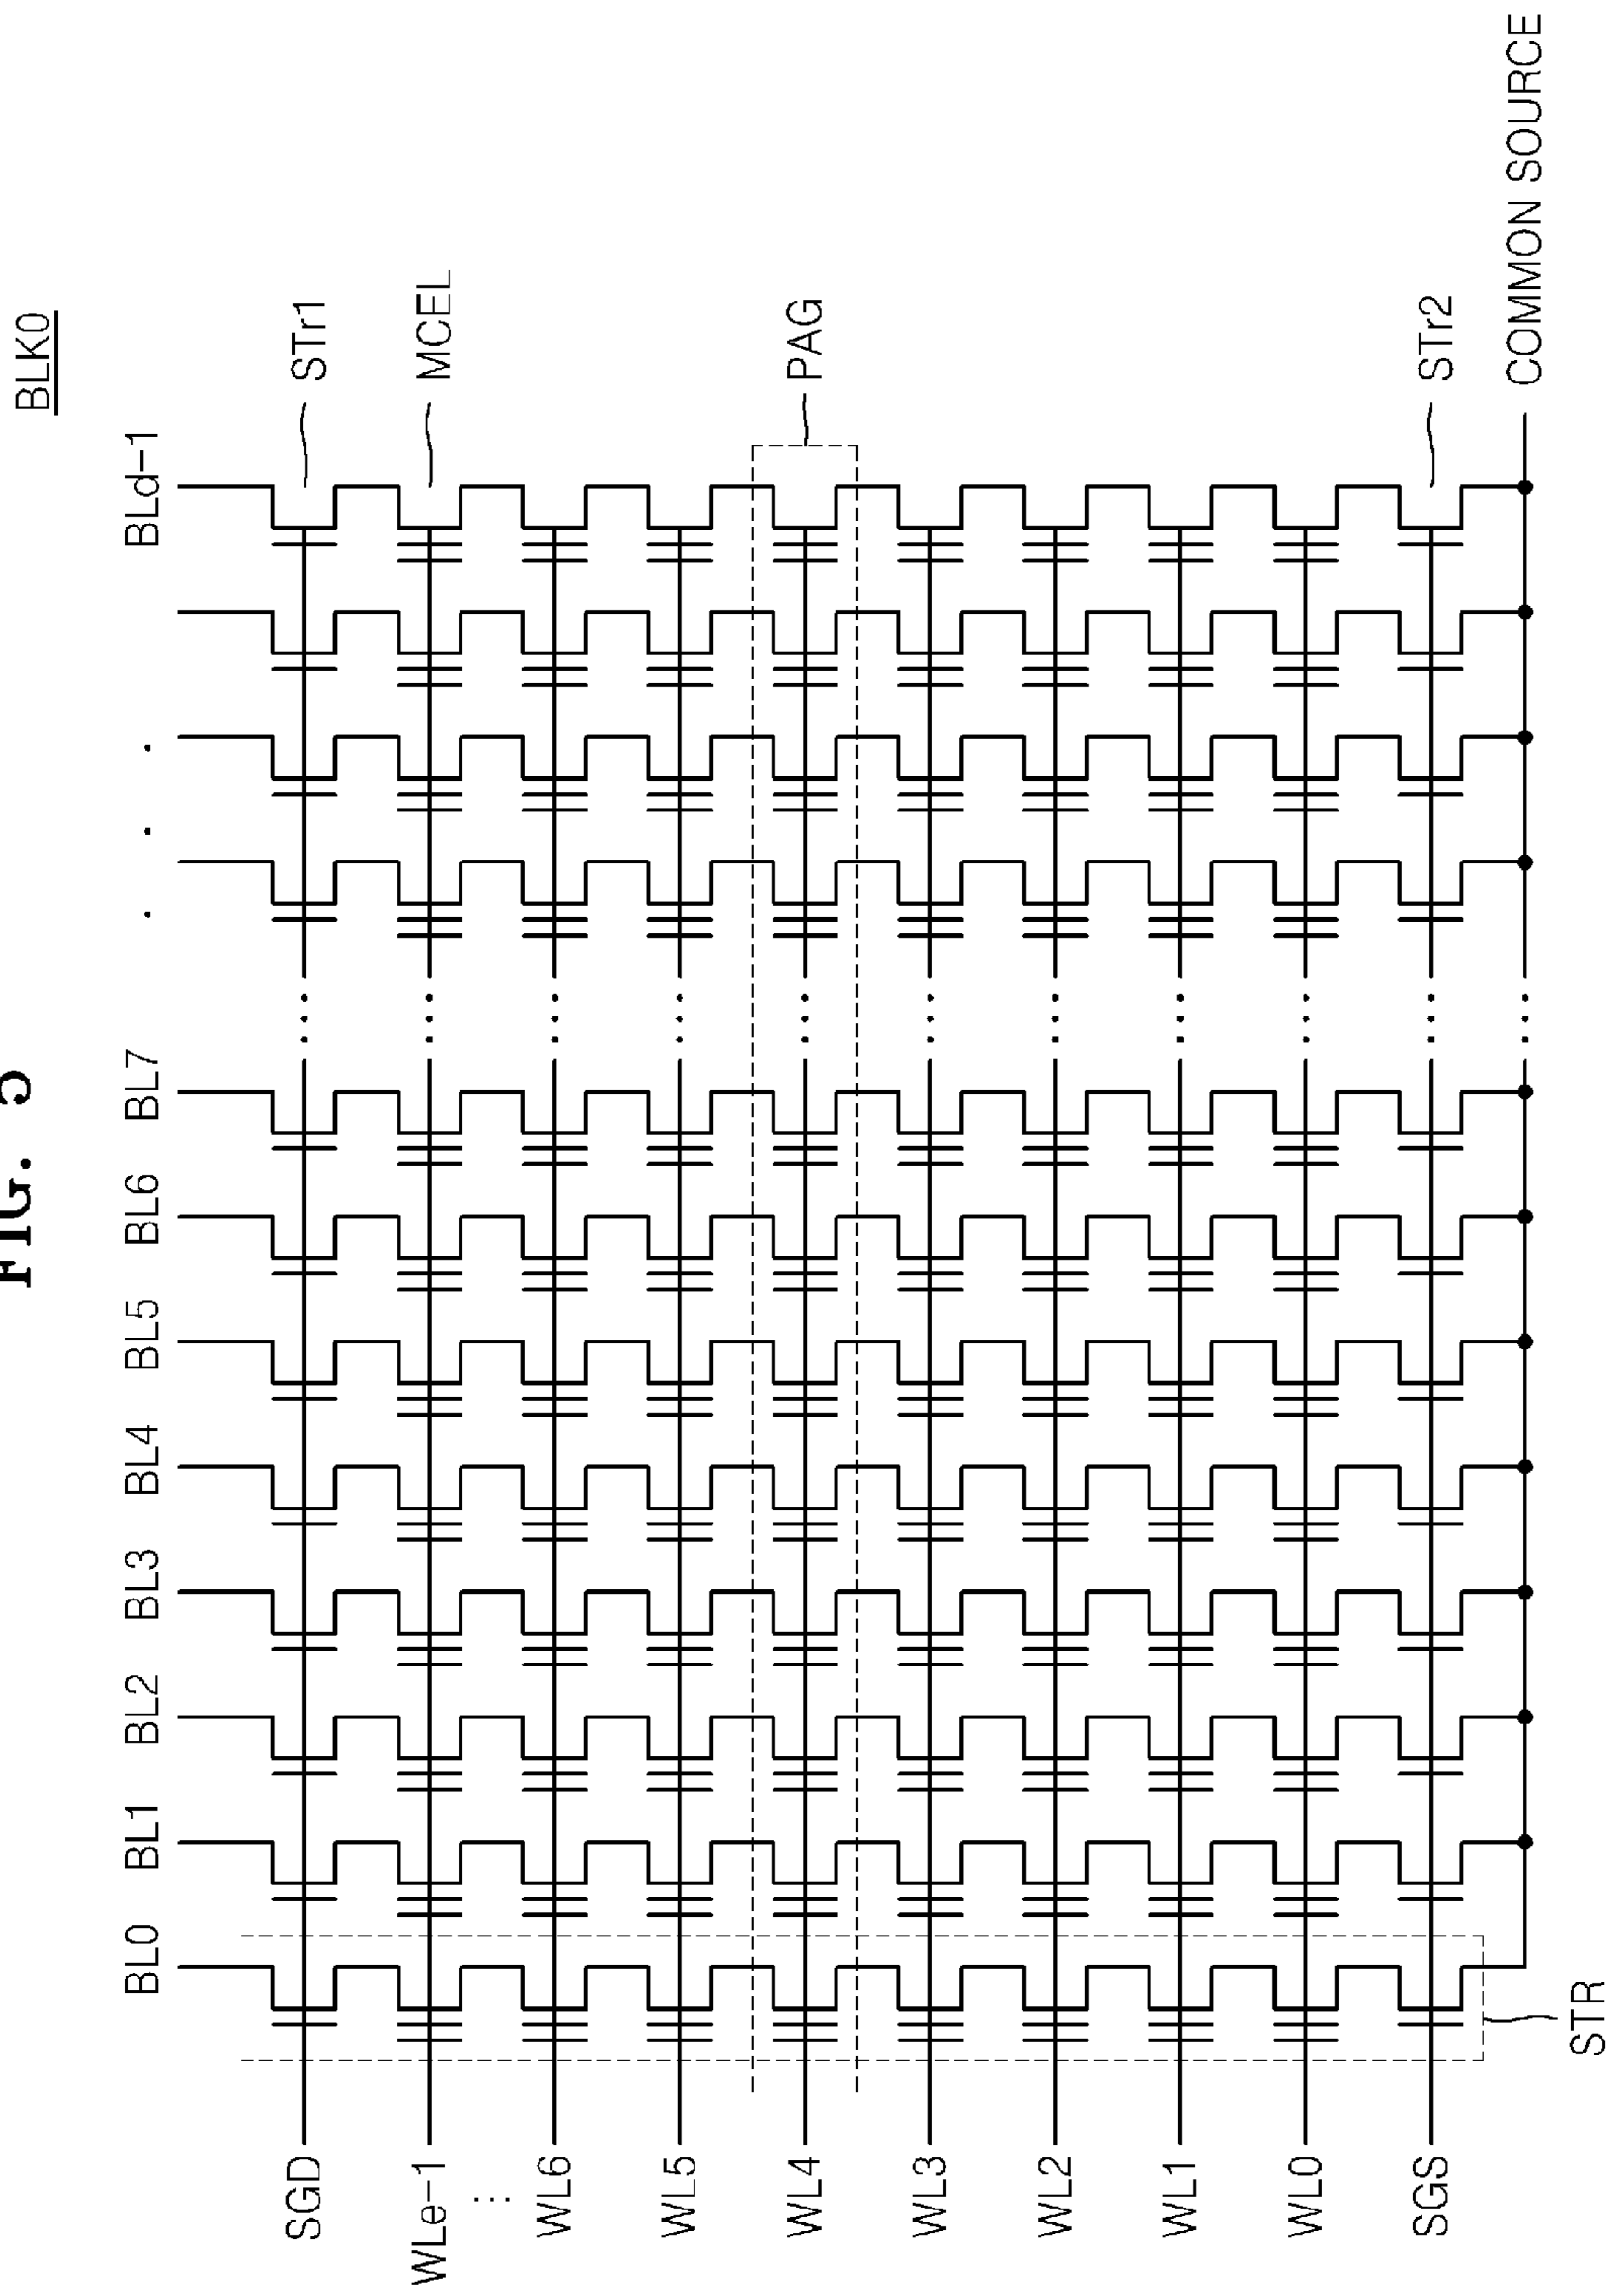 FIG.
BLK0
BL0 BL1 BL2 BL3 BL4 BL5 BL6 BL7 . . . BLd-1
SGD STr1
WLe-1 MCEL
⋮
WL6
WL5
WL4 PAG
WL3
WL2
WL1
WL0
SGS STr2
COMMON SOURCE
STR